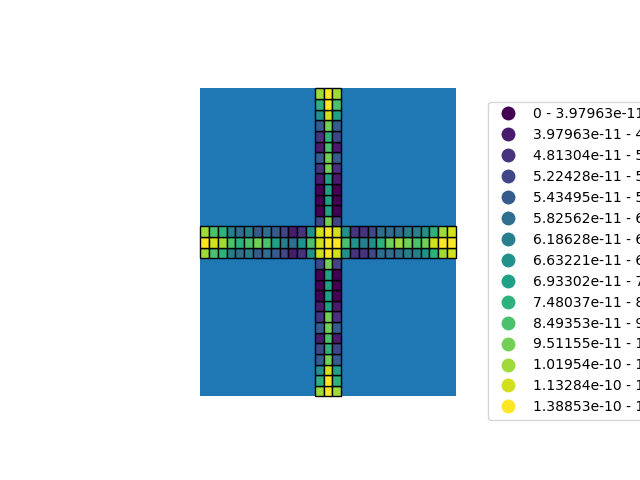 0 - 3.97963e-11
3.97963e-11 - 4
4.81304e-11 - 5
5.22428e-11 - 5
5.43495e-11 - 5
5.82562e-11 - 6
6.18628e-11 - 6
6.63221e-11 - 6
6.93302e-11 - 7
7.48037e-11 - 8
8.49353e-11 - 9
9.51155e-11 - 1
1.01954e-10 - 1
1.13284e-10 - 1
1.38853e-10 - 1